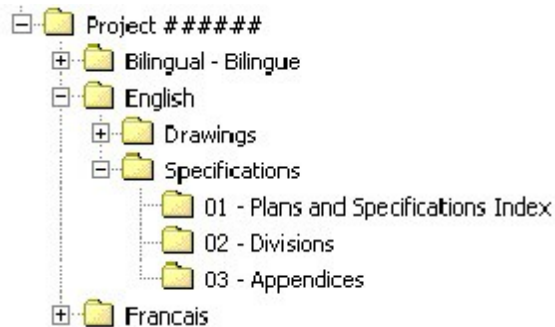 Project ######
Bilingual - Bilingue
English
Drawings
Specifications
01 - Plans and Specifications Index
02 - Divisions
03 - Appendices
Francais